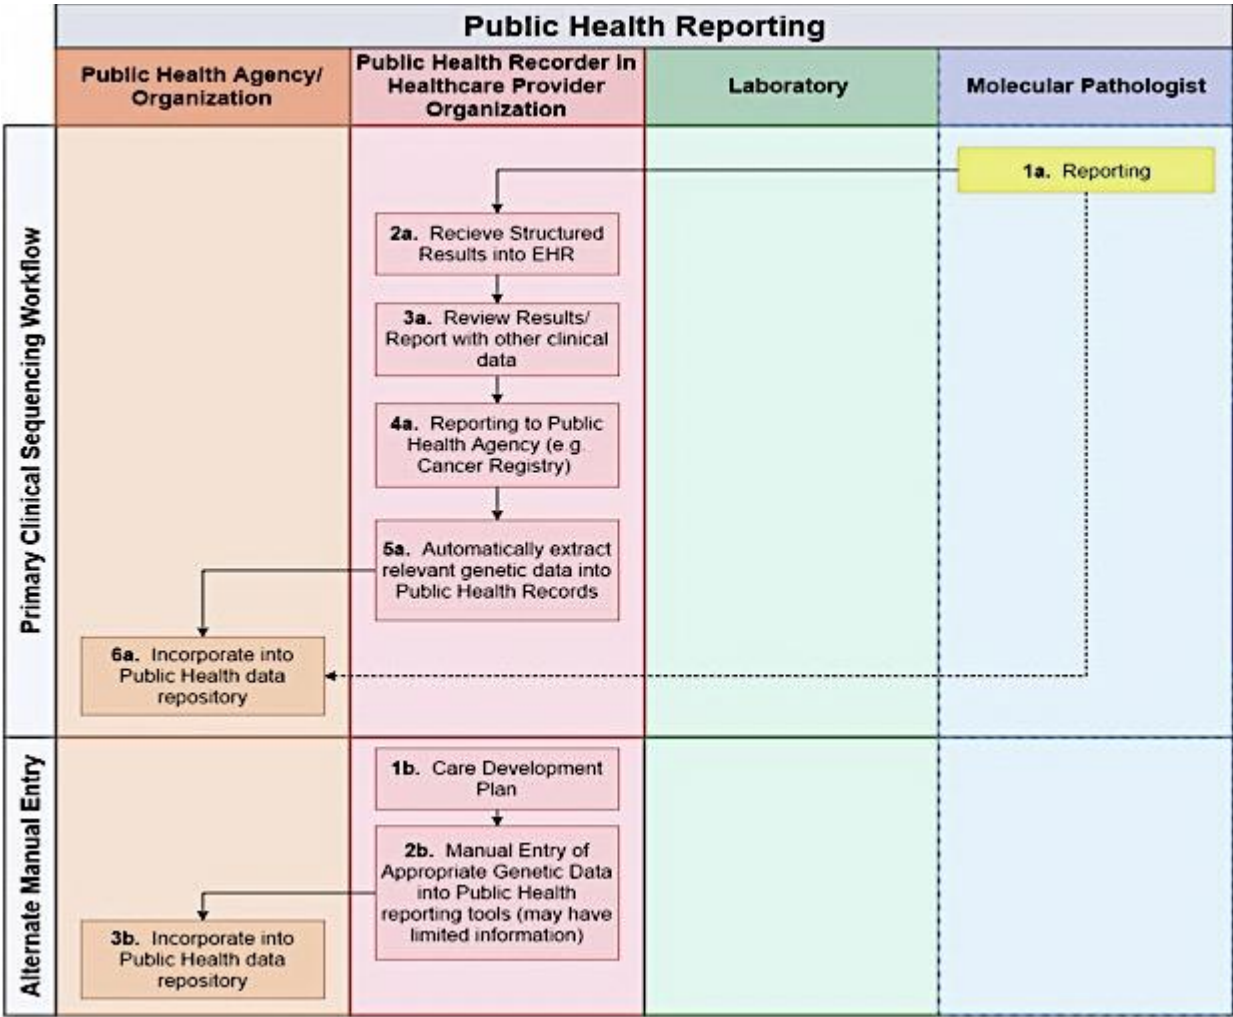 Public Health Reporting
Public Health Agency/
Organization
Public Health Recorder in
Healthcare Provider
Organization
Laboratory
Molecular Pathologist
Primary Clinical Sequencing Workflow
1a. Reporting
2a. Recieve Structured
Results into EHR
3a. Review Results/
Report with other clinical
data
4a. Reporting to Public
Health Agency (e.g.
Cancer Registry)
5a. Automatically extract
relevant genetic data into
Public Health Records
6a. Incorporate into
Public Health data
repository
Alternate Manual Entry
1b. Care Development
Plan
2b. Manual Entry of
Appropriate Genetic Data
into Public Health
reporting tools (may have
limited information)
3b. Incorporate into
Public Health data
repository